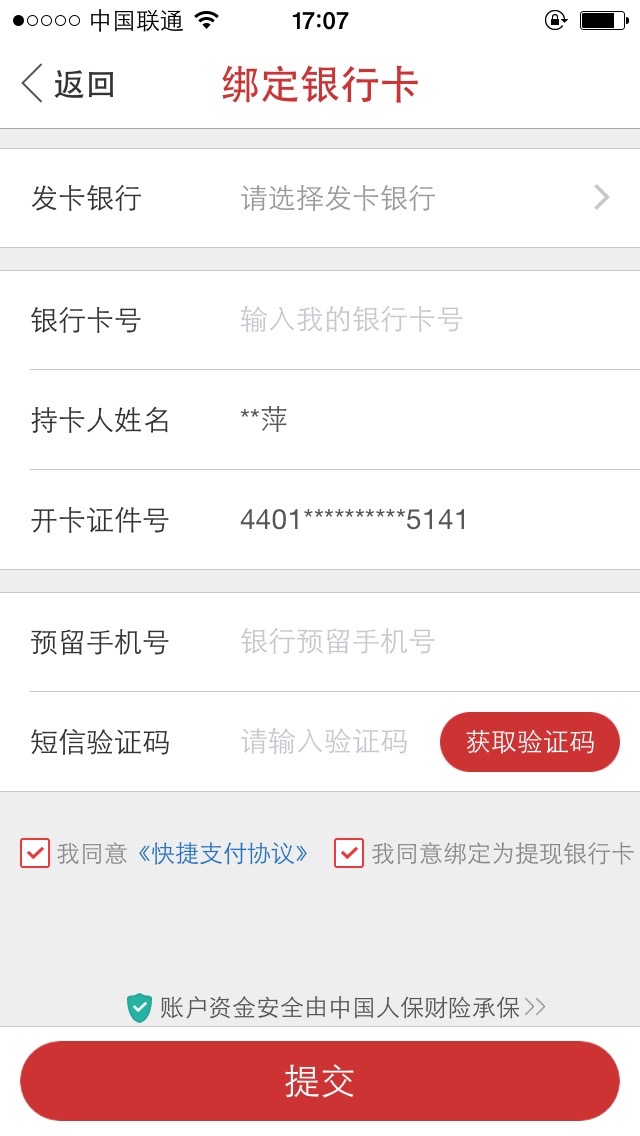 中国联通 17:07
返回 绑定银行卡
发卡银行 请选择发卡银行
银行卡号 输入我的银行卡号
持卡人姓名 **萍
开卡证件号 4401**********5141
预留手机号 银行预留手机号
短信验证码 请输入验证码 获取验证码
我同意《快捷支付协议》 我同意绑定为提现银行卡
账户资金安全由中国人保财险承保
提交